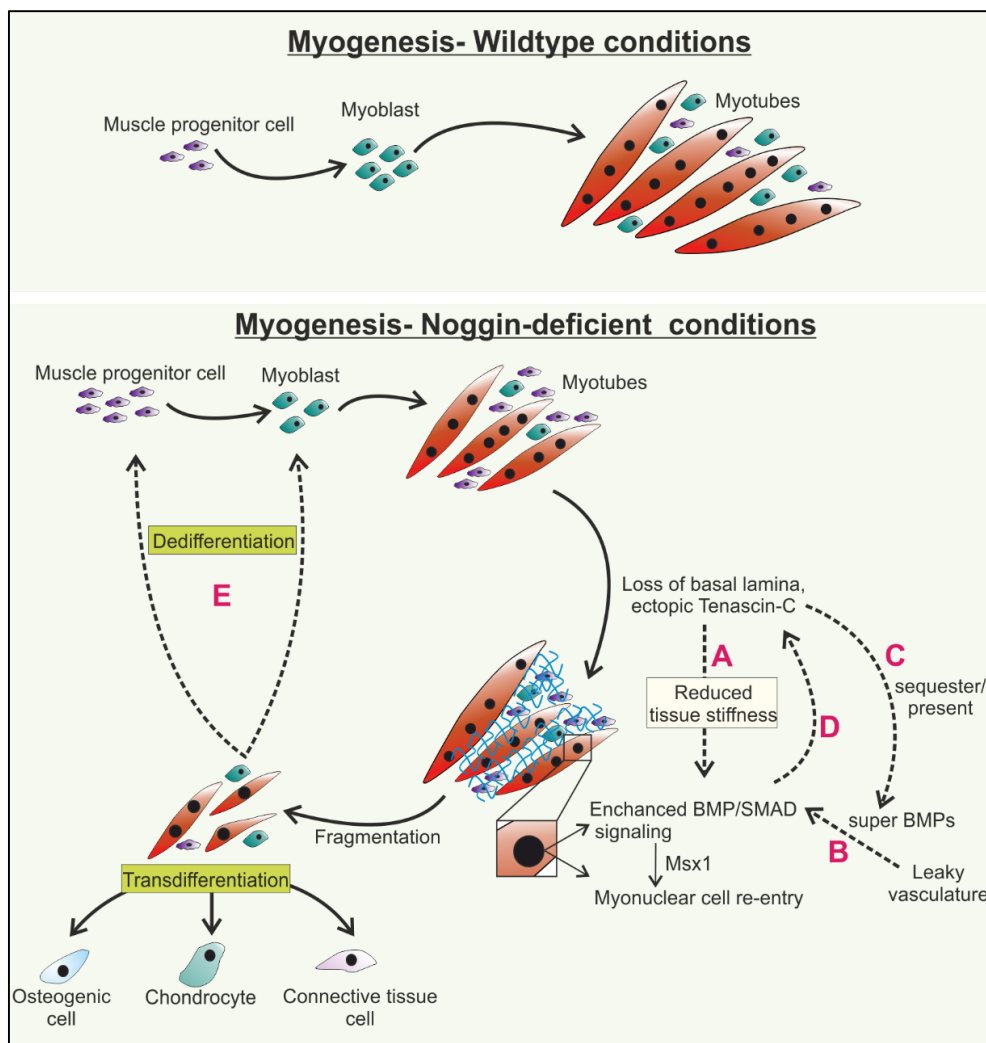 Myogenesis- Wildtype conditions
Muscle progenitor cell
Myoblast
Myotubes
Myogenesis- Noggin-deficient conditions
Muscle progenitor cell
Myoblast
Myotubes
Dedifferentiation
E
Loss of basal lamina,
ectopic Tenascin-C
A
C
Reduced
tissue stiffness
sequester/
present
D
Enchanced BMP/SMAD
signaling
super BMPs
B
Fragmentation
Msx1
Leaky
vasculature
Myonuclear cell re-entry
Transdifferentiation
Osteogenic
cell
Chondrocyte
Connective tissue
cell